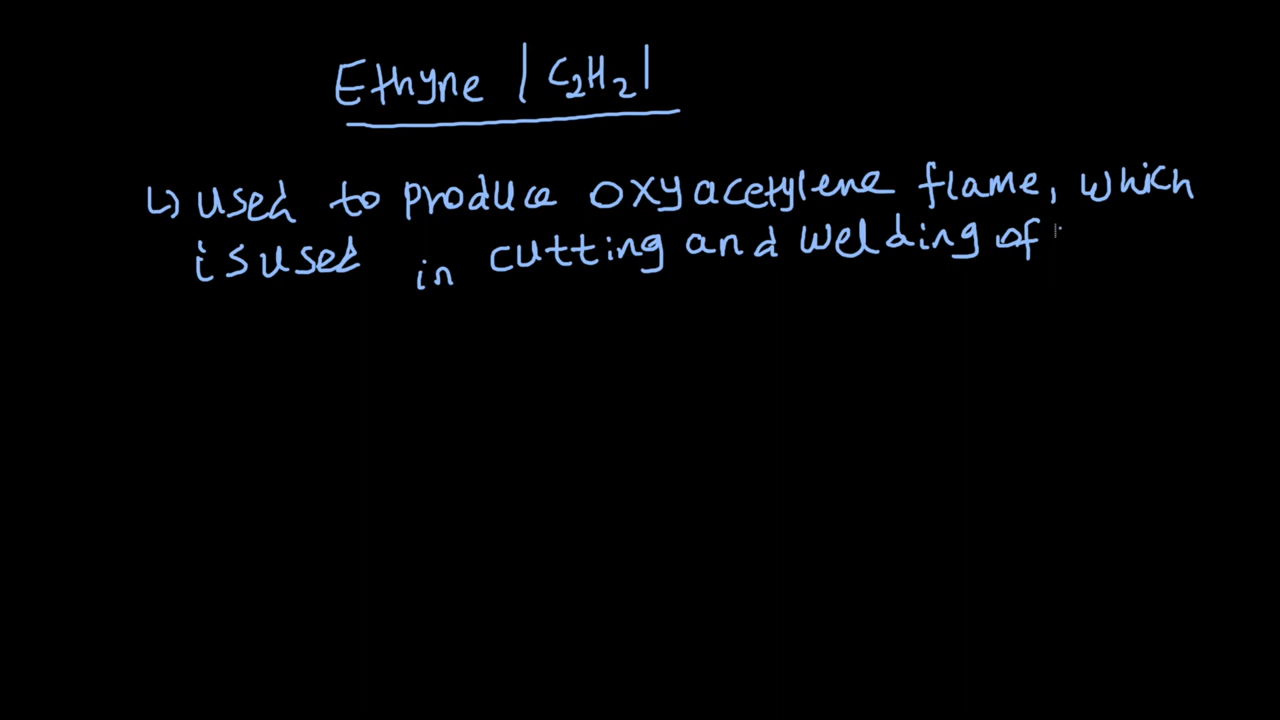 Ethyne | C₂H₂ |
↳ used to produce oxyacetylene flame, which
is used in cutting and welding of